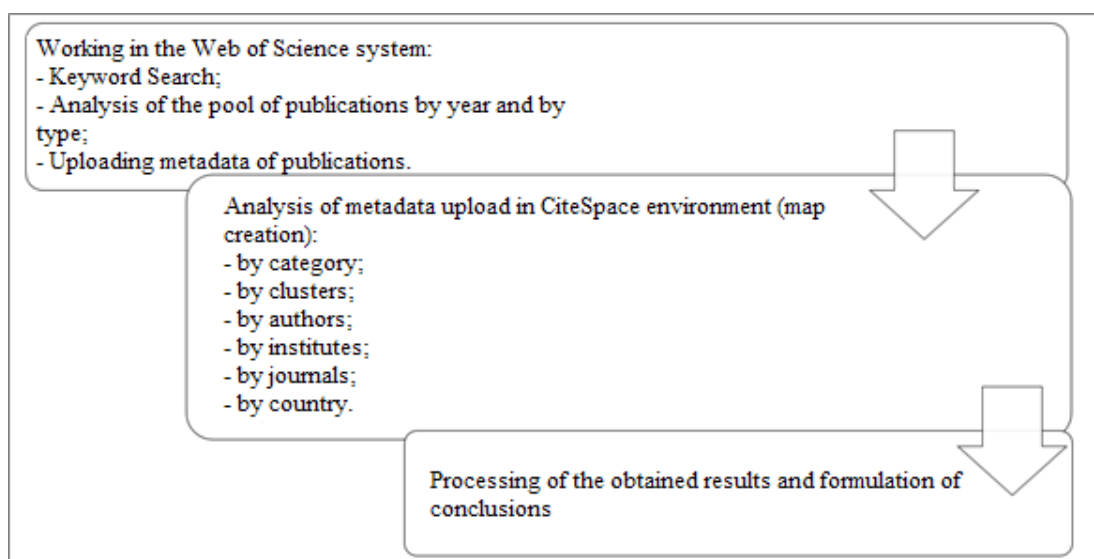 Working in the Web of Science system:
- Keyword Search;
- Analysis of the pool of publications by year and by
type;
- Uploading metadata of publications.
Analysis of metadata upload in CiteSpace environment (map
creation):
- by category;
- by clusters;
- by authors;
- by institutes;
- by journals;
- by country.
Processing of the obtained results and formulation of
conclusions